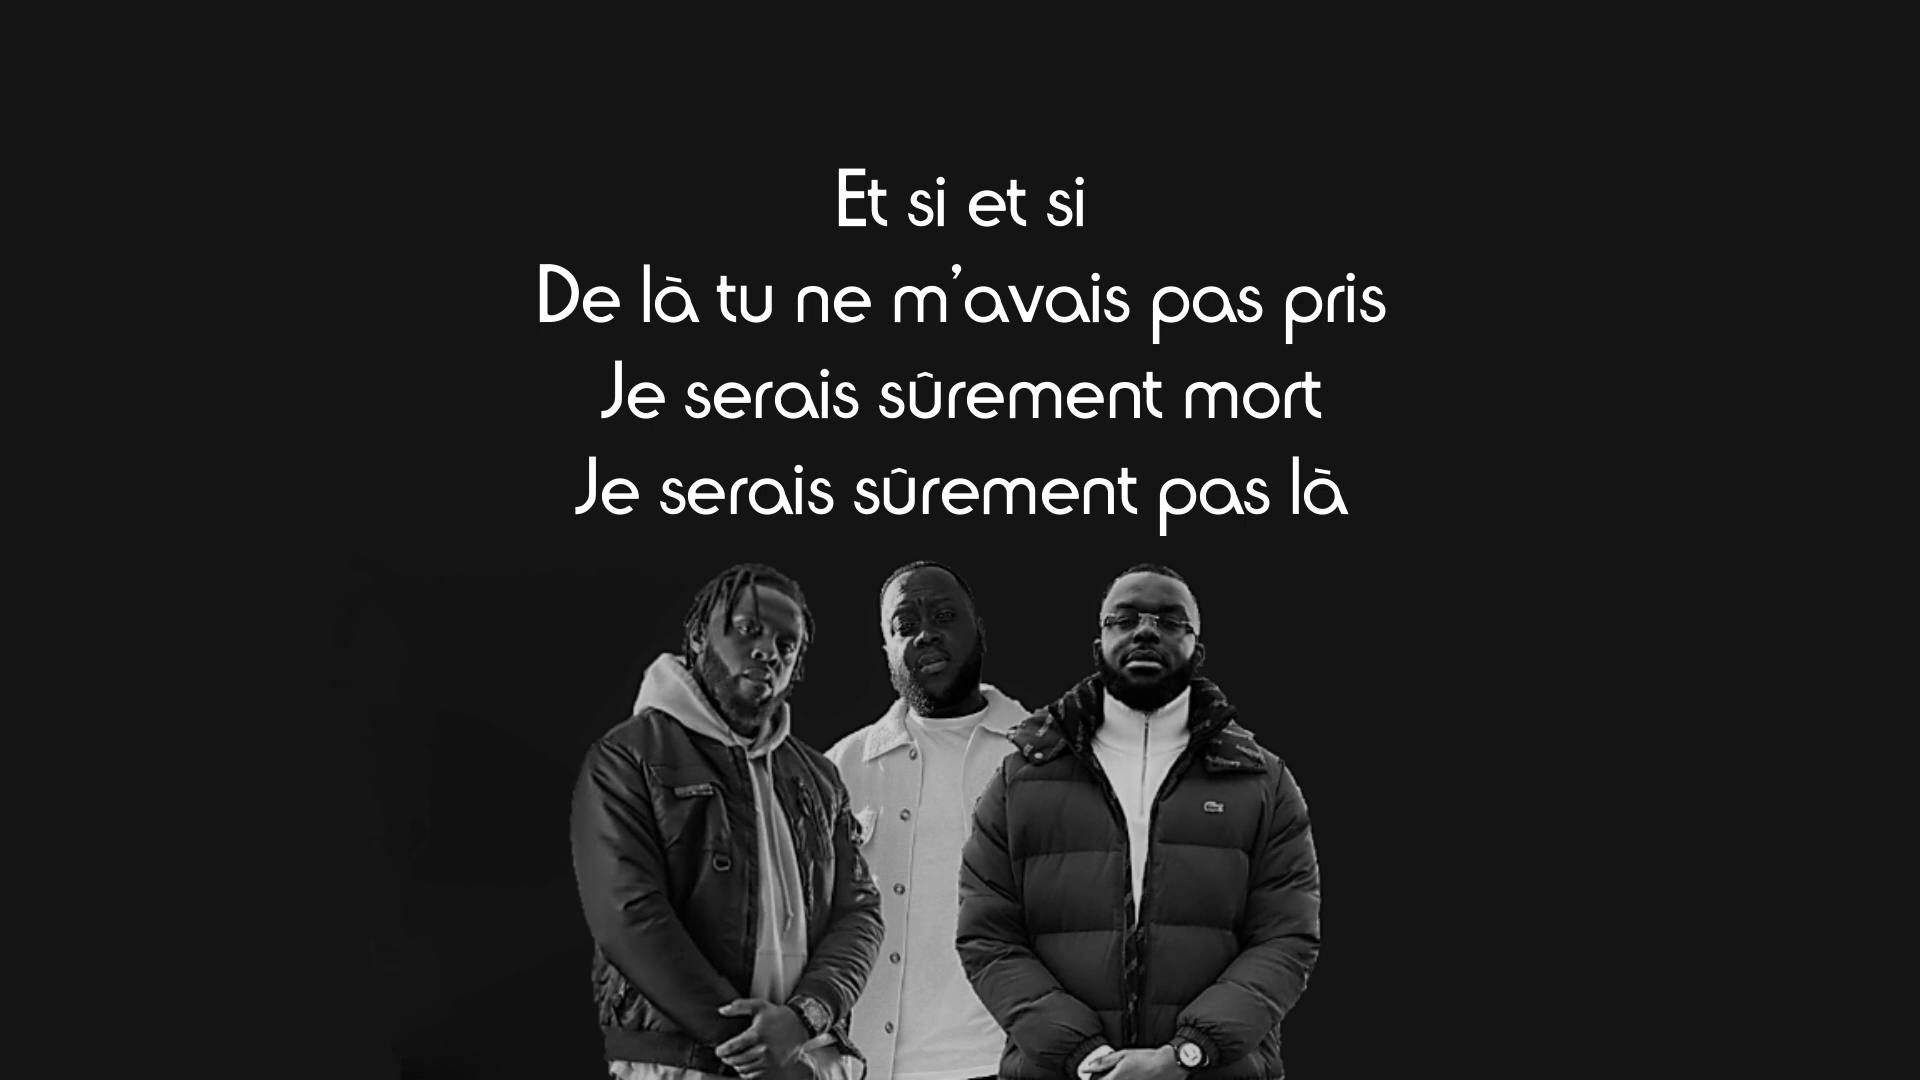 Et si et si
De là tu ne m’avais pas pris
Je serais sûrement mort
Je serais sûrement pas là